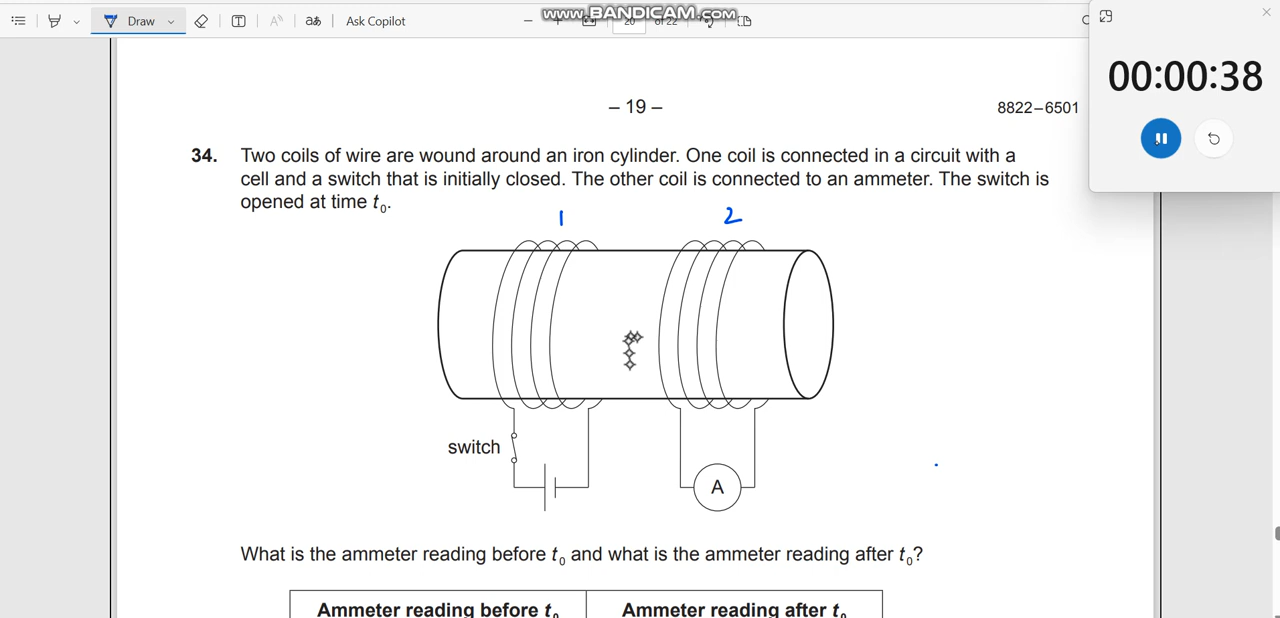 www.BANDICAM.com
Draw
Ask Copilot
00:00:38
– 19 –
8822–6501
34. Two coils of wire are wound around an iron cylinder. One coil is connected in a circuit with a
cell and a switch that is initially closed. The other coil is connected to an ammeter. The switch is
opened at time t₀.
1 2
switch
A
What is the ammeter reading before t₀ and what is the ammeter reading after t₀?
Ammeter reading before t₀ Ammeter reading after t₀